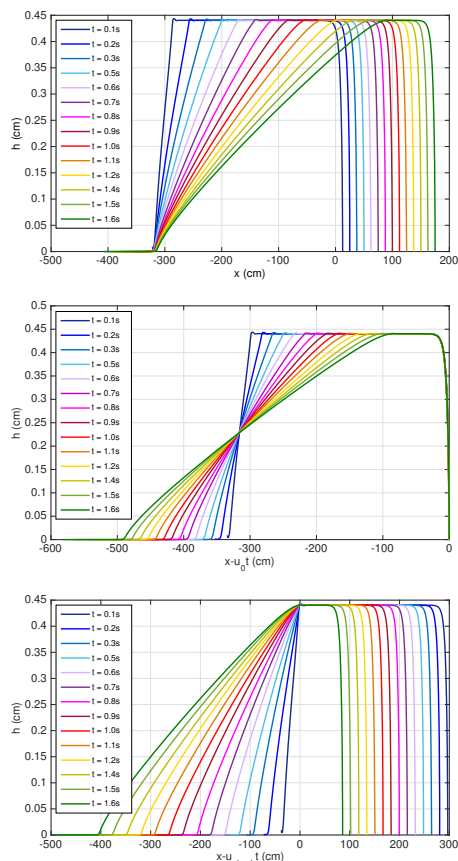 0.45
0.4
0.35
0.3
0.25
0.2
0.15
0.1
0.05
0
h (cm)
t = 0.1s
t = 0.2s
t = 0.3s
t = 0.5s
t = 0.6s
t = 0.7s
t = 0.8s
t = 0.9s
t = 1.0s
t = 1.1s
t = 1.2s
t = 1.4s
t = 1.5s
t = 1.6s
-500 -400 -300 -200 -100 0 100 200
x (cm)
0.5
0.45
0.4
0.35
0.3
0.25
0.2
0.15
0.1
0.05
0
h (cm)
t = 0.1s
t = 0.2s
t = 0.3s
t = 0.5s
t = 0.6s
t = 0.7s
t = 0.8s
t = 0.9s
t = 1.0s
t = 1.1s
t = 1.2s
t = 1.4s
t = 1.5s
t = 1.6s
-600 -500 -400 -300 -200 -100 0
x-u0t (cm)
0.45
0.4
0.35
0.3
0.25
0.2
0.15
0.1
0.05
0
h (cm)
t = 0.1s
t = 0.2s
t = 0.3s
t = 0.5s
t = 0.6s
t = 0.7s
t = 0.8s
t = 0.9s
t = 1.0s
t = 1.1s
t = 1.2s
t = 1.4s
t = 1.5s
t = 1.6s
-500 -400 -300 -200 -100 0 100 200 300
t (cm)